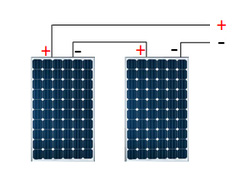 +
-
+ - + -